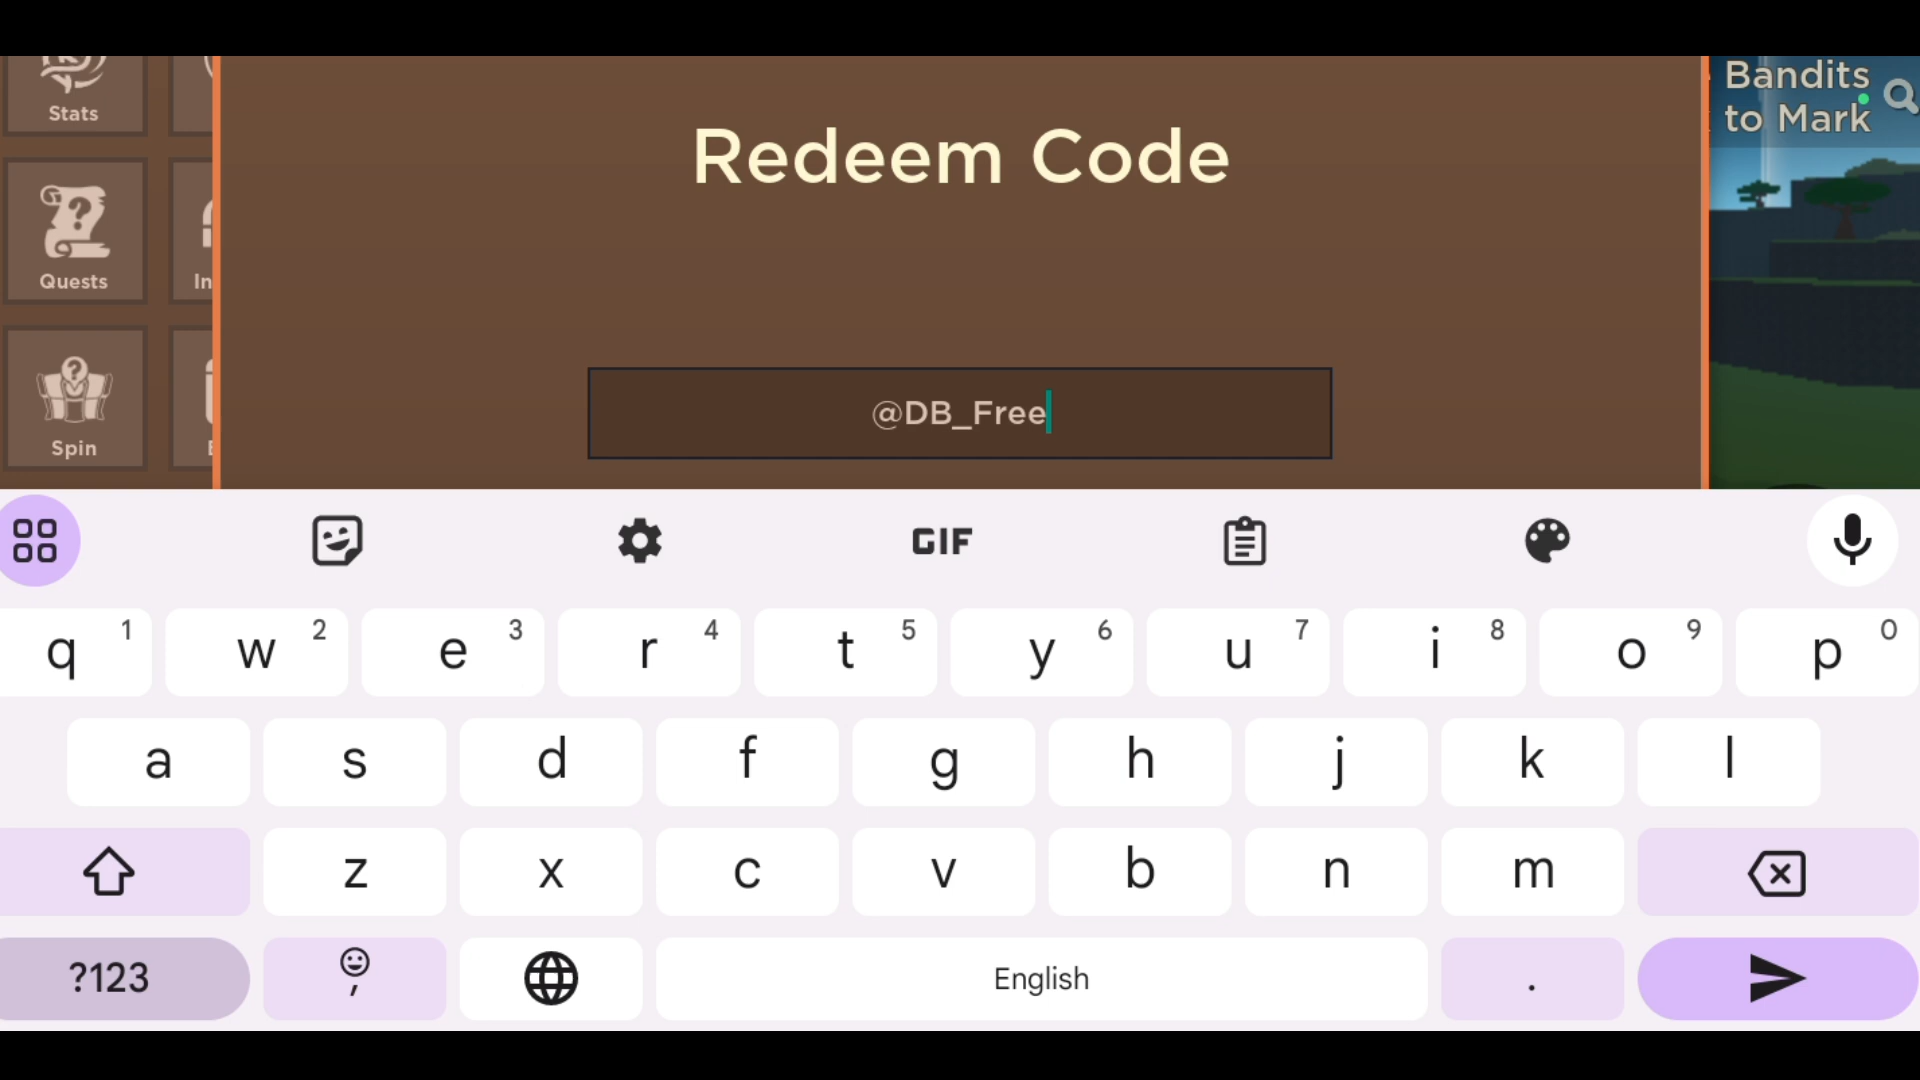 Stats
Quests
In
Spin
Bandits
to Mark
Redeem Code
@DB_Free
GIF
q 1 w 2 e 3 r 4 t 5 y 6 u 7 i 8 o 9 p 0
a s d f g h j k l
z x c v b n m
?123 , English .